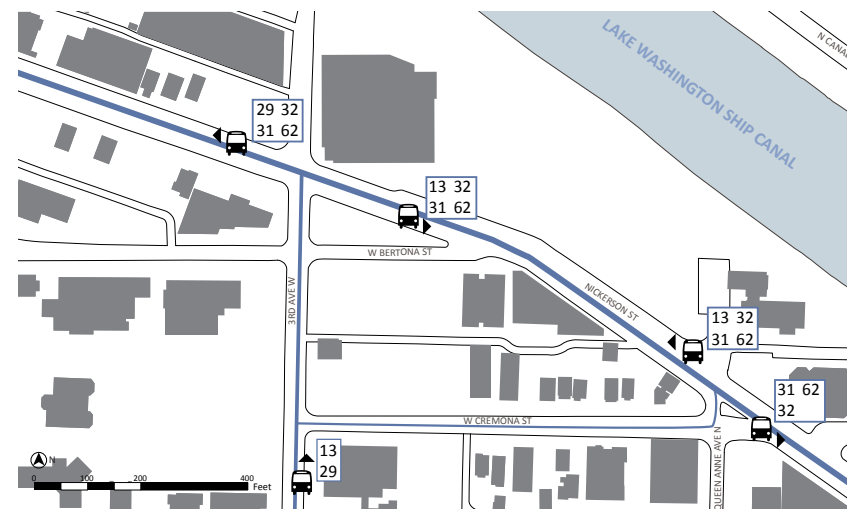 N CANAL
LAKE WASHINGTON SHIP CANAL
29 32
31 62
13 32
31 62
W BERTONA ST
3RD AVE W
NICKERSON ST
13 32
31 62
31 62
32
W CREMONA ST
QUEEN ANNE AVE N
13
29
N
0 100 200 400
Feet